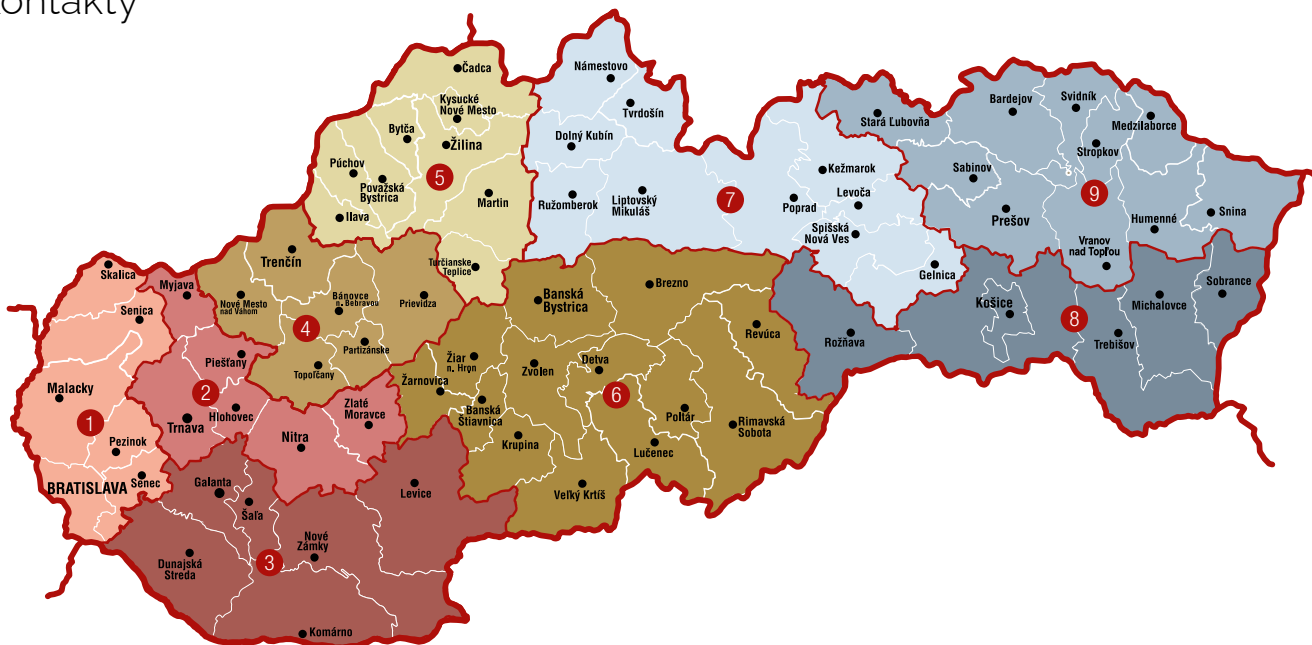 ontakty
Čadca
Kysucké
Nové Mesto
Bytča
Žilina
Púchov
Považská
Bystrica
Ilava
Martin
Turčianske
Teplice
5
Námestovo
Tvrdošín
Dolný Kubín
Ružomberok
Liptovský
Mikuláš
7
Poprad
Kežmarok
Levoča
Spišská
Nová Ves
Gelnica
Stará Ľubovňa
Bardejov
Svidník
Medzilaborce
Stropkov
Sabinov
9
Prešov
Humenné
Snina
Vranov
nad Topľou
Trenčín
Nové Mesto
nad Váhom
Bánovce
n. Bebravou
Prievidza
4
Partizánske
Topoľčany
Skalica
Senica
Malacky
1
Pezinok
BRATISLAVA
Senec
Myjava
Piešťany
2
Hlohovec
Trnava
Zlaté
Moravce
Nitra
Galanta
Šaľa
Levice
Nové
Zámky
3
Dunajská
Streda
Komárno
Banská
Bystrica
Brezno
Revúca
Žiar
n. Hron
Žarnovica
Zvolen
Detva
6
Banská
Štiavnica
Krupina
Poltár
Rimavská
Sobota
Lučenec
Veľký Krtíš
Rožňava
Košice
8
Trebišov
Michalovce
Sobrance